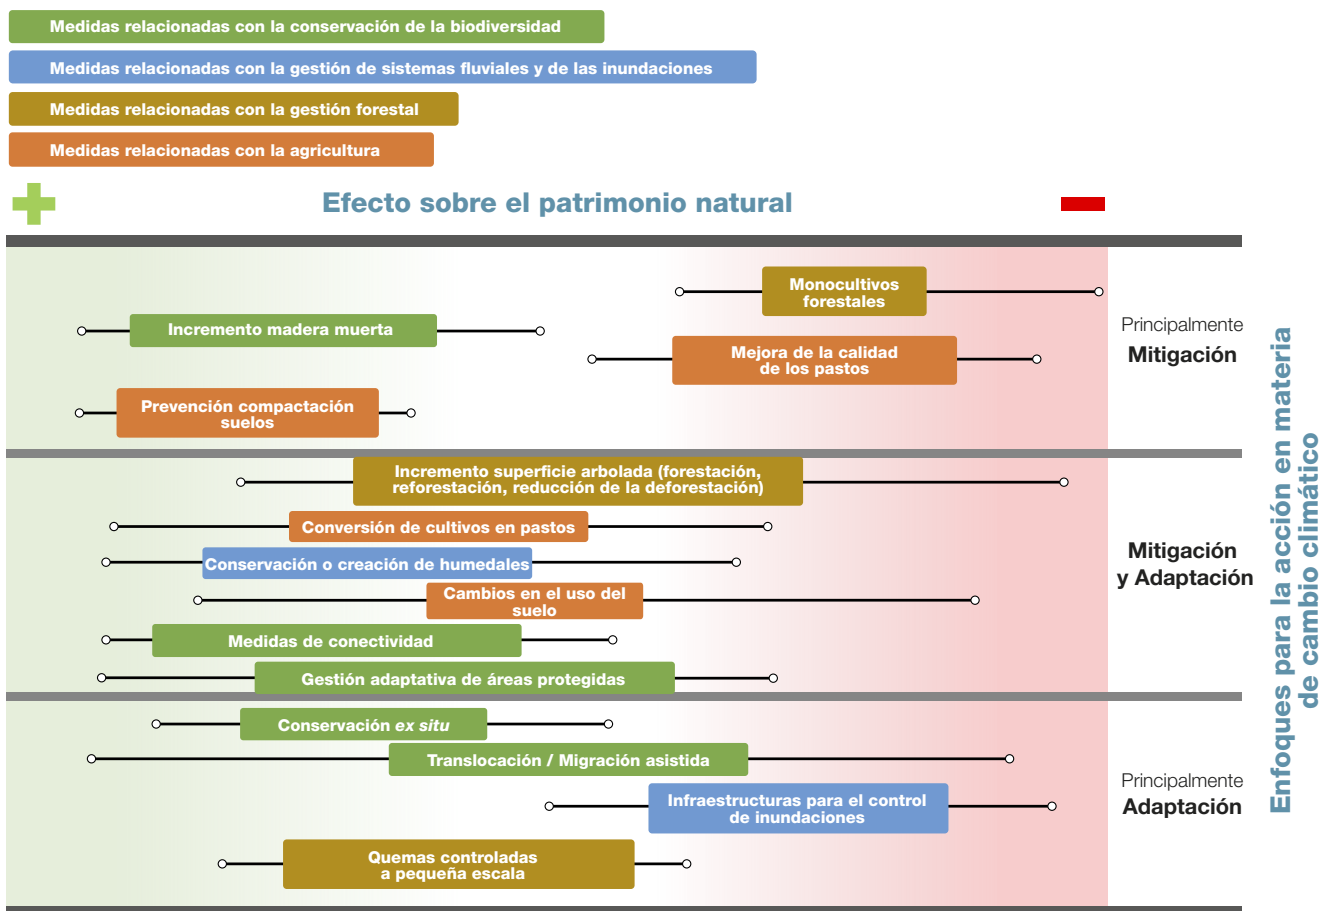 Medidas relacionadas con la conservación de la biodiversidad
Medidas relacionadas con la gestión de sistemas fluviales y de las inundaciones
Medidas relacionadas con la gestión forestal
Medidas relacionadas con la agricultura
Efecto sobre el patrimonio natural
Monocultivos
forestales
Incremento madera muerta
Mejora de la calidad
de los pastos
Prevención compactación
suelos
Principalmente
Mitigación
Incremento superficie arbolada (forestación,
reforestación, reducción de la deforestación)
Conversión de cultivos en pastos
Conservación o creación de humedales
Cambios en el uso del
suelo
Medidas de conectividad
Gestión adaptativa de áreas protegidas
Mitigación
y Adaptación
Conservación ex situ
Translocación / Migración asistida
Infraestructuras para el control
de inundaciones
Quemas controladas
a pequeña escala
Principalmente
Adaptación
Enfoques para la acción en materia
de cambio climático